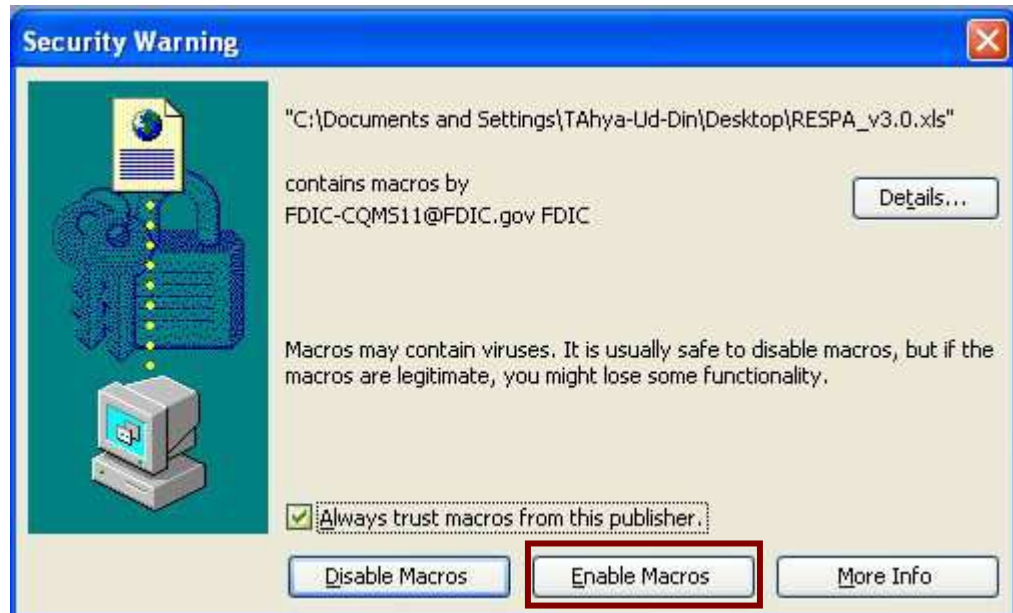 Security Warning
"C:\Documents and Settings\TAhya-Ud-Din\Desktop\RESPA_v3.0.xls"
contains macros by
FDIC-CQMS11@FDIC.gov FDIC
Details...
Macros may contain viruses. It is usually safe to disable macros, but if the
macros are legitimate, you might lose some functionality.
Always trust macros from this publisher.
Disable Macros
Enable Macros
More Info